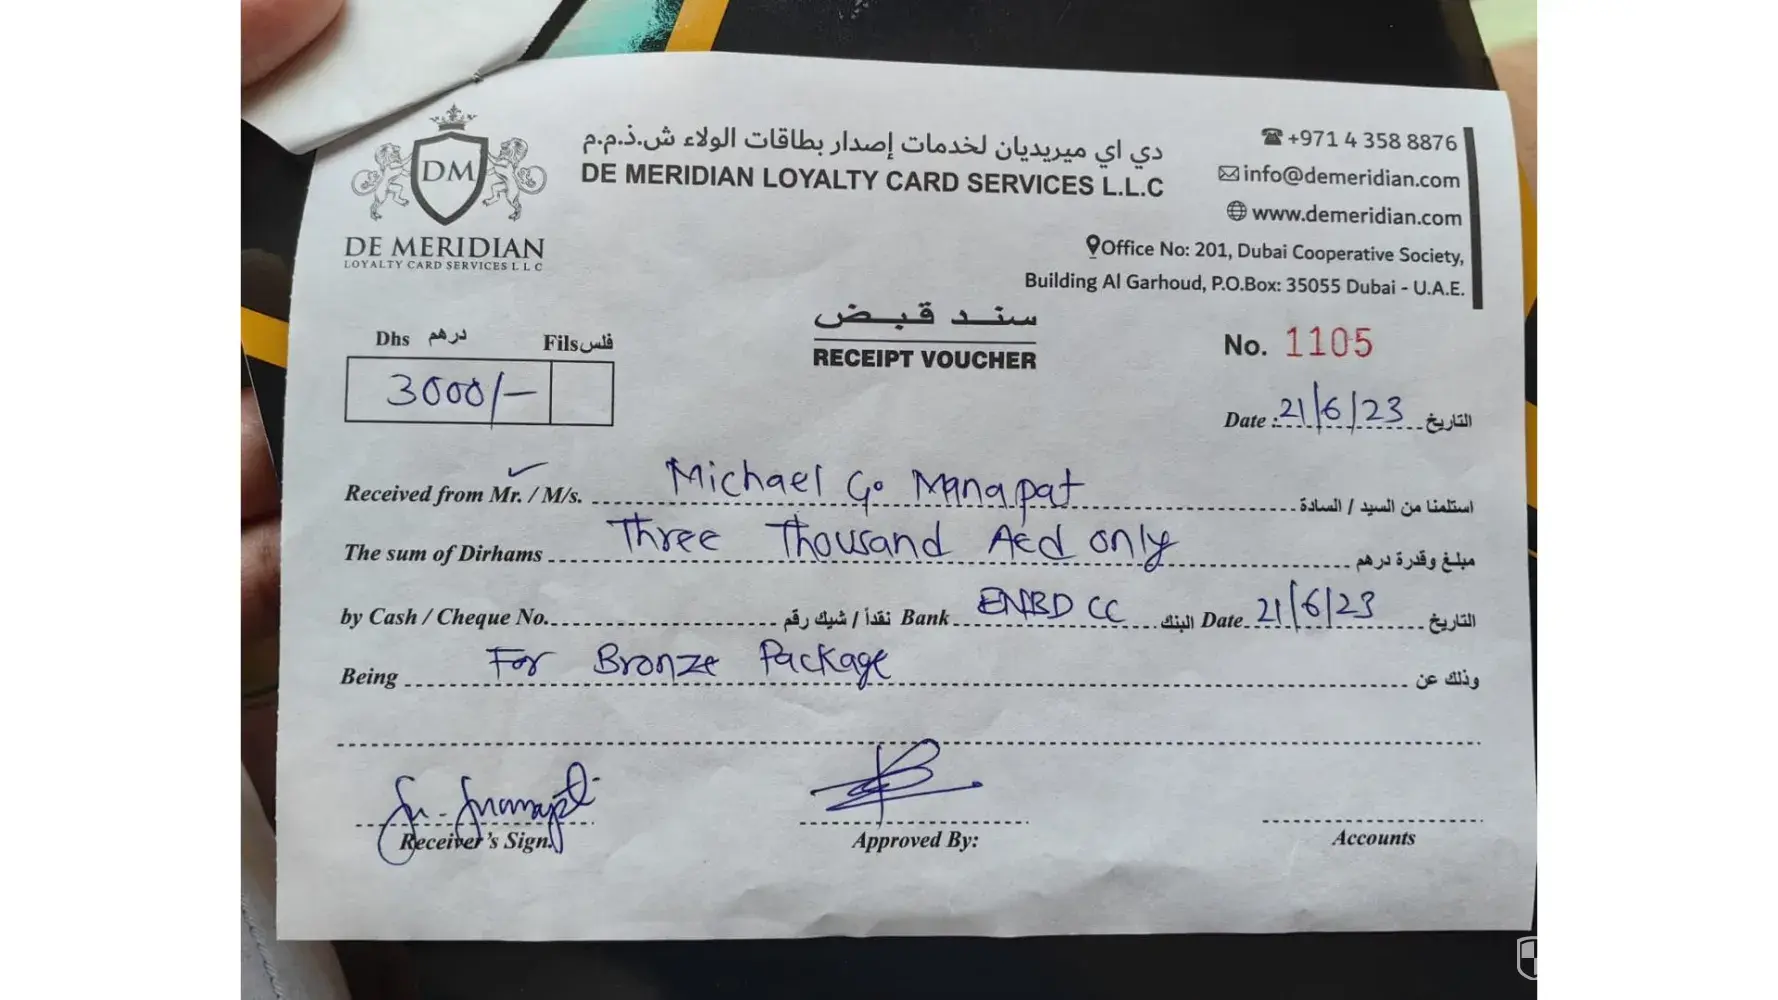 DM
DE MERIDIAN
LOYALTY CARD SERVICES L L C
دي اي ميريديان لخدمات إصدار بطاقات الولاء ش.ذ.م.م
DE MERIDIAN LOYALTY CARD SERVICES L.L.C
+971 4 358 8876
info@demeridian.com
www.demeridian.com
Office No: 201, Dubai Cooperative Society,
Building Al Garhoud, P.O.Box: 35055 Dubai - U.A.E.
سند قبض
RECEIPT VOUCHER
Dhs درهم Fils فلس
3000/-
No. 1105
Date : 21/6/23 التاريخ
Received from Mr. / M/s. Michael Go Manapat استلمنا من السيد / السادة
The sum of Dirhams Three Thousand Aed only مبلغ وقدرة درهم
by Cash / Cheque No. نقداً / شيك رقم Bank ENBD CC البنك Date 21/6/23 التاريخ
Being For Bronze Package وذلك عن
Receiver's Sign.
Approved By:
Accounts